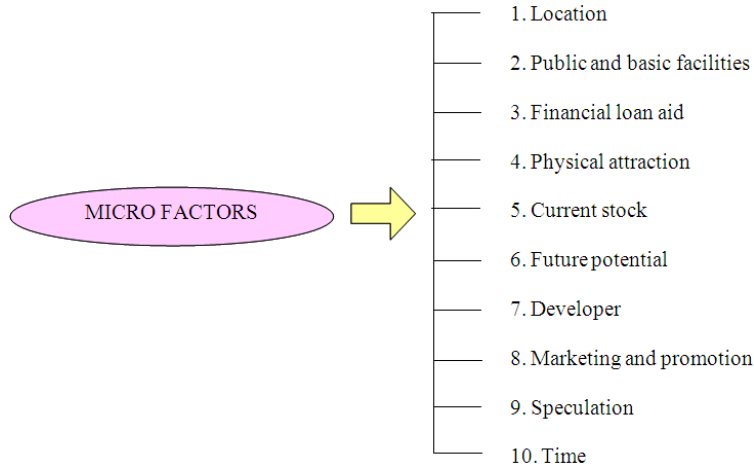 MICRO FACTORS
1. Location
2. Public and basic facilities
3. Financial loan aid
4. Physical attraction
5. Current stock
6. Future potential
7. Developer
8. Marketing and promotion
9. Speculation
10. Time